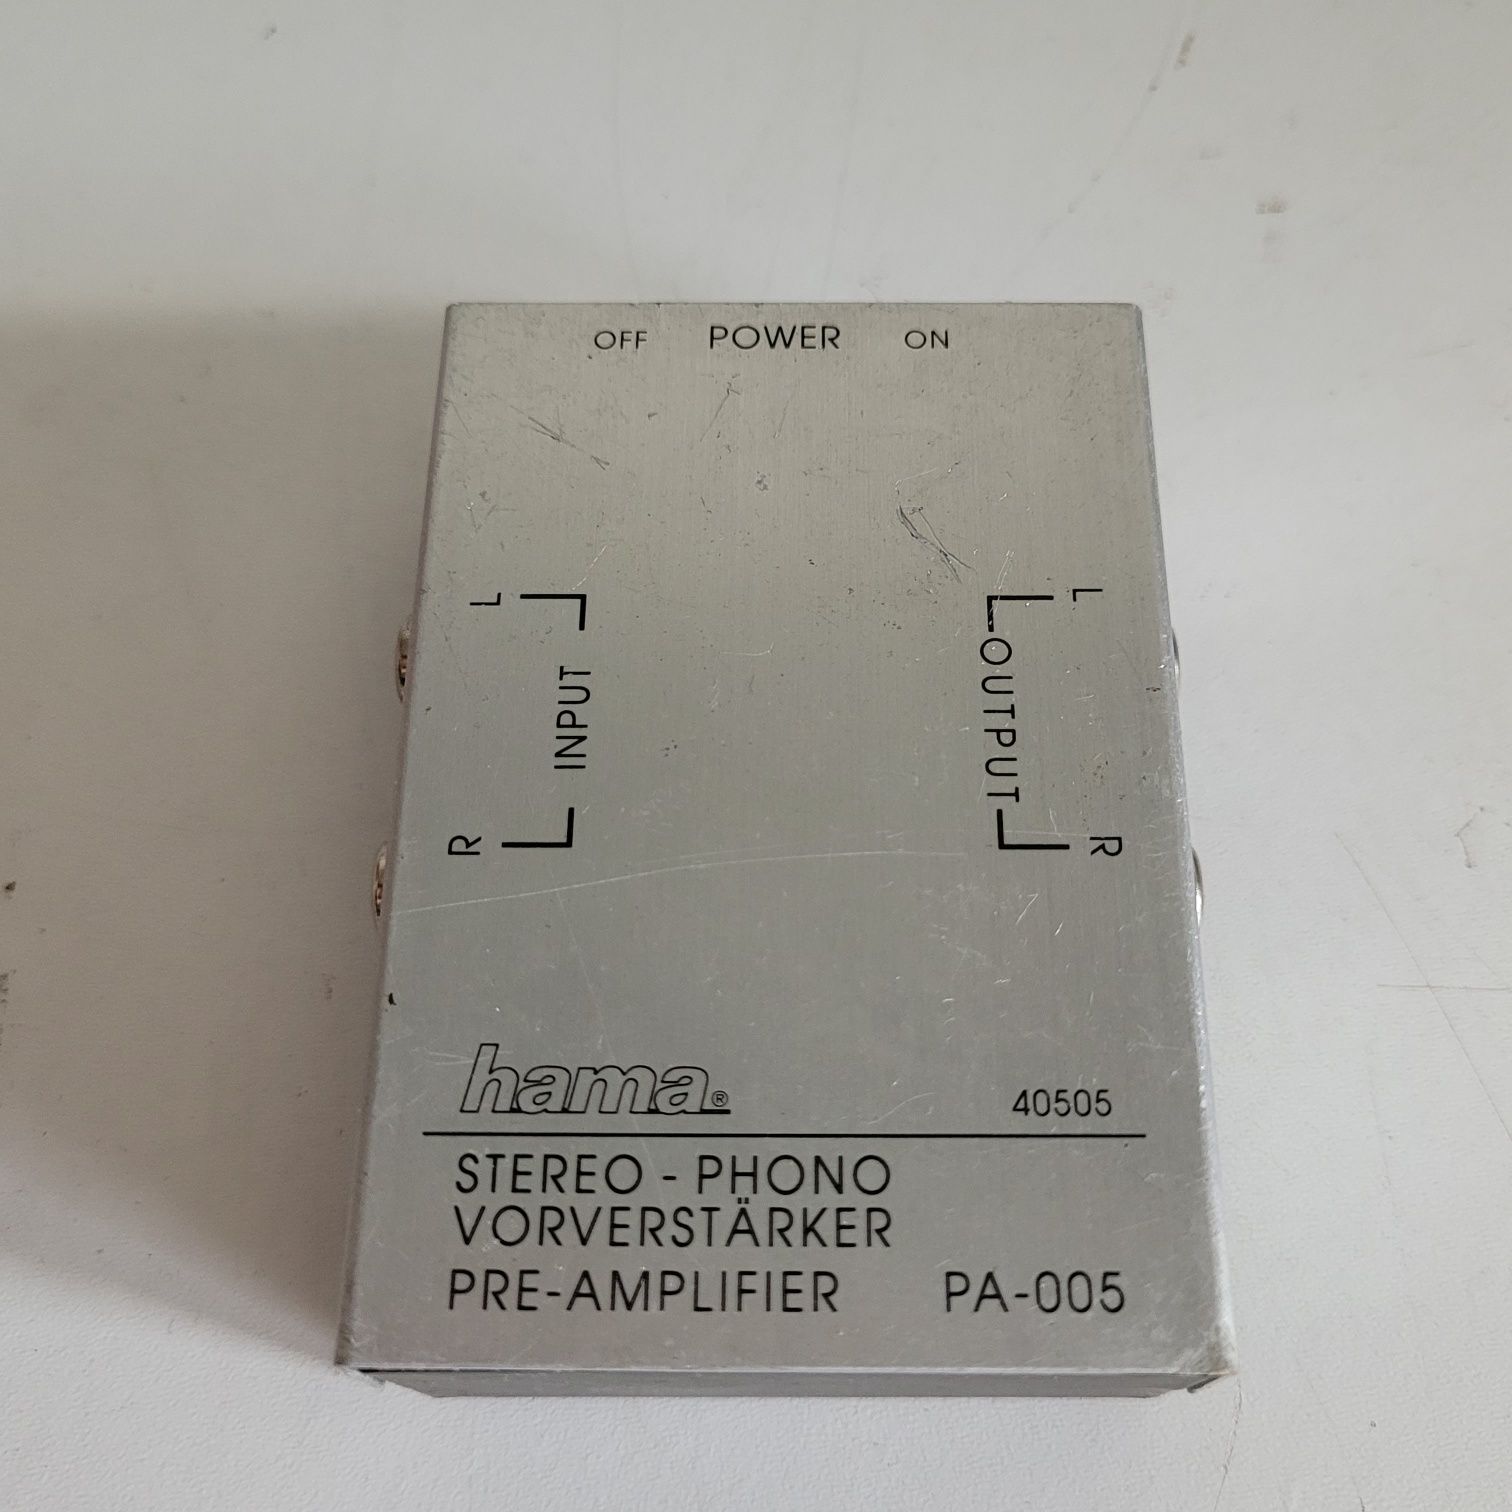 OFF POWER ON
L
INPUT
R
L
OUTPUT
R
hama®
40505
STEREO - PHONO
VORVERSTÄRKER
PRE-AMPLIFIER PA-005